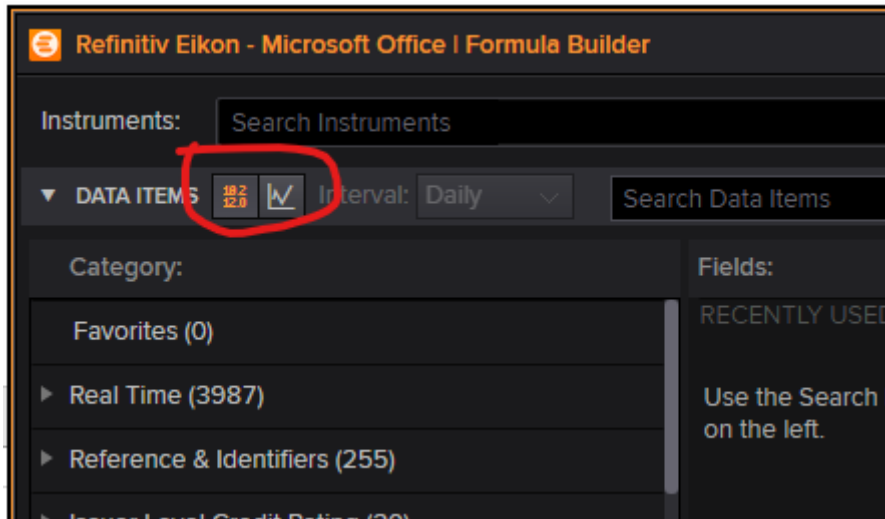 Refinitiv Eikon - Microsoft Office | Formula Builder
Instruments: Search Instruments
DATA ITEMS 18.2 12.0 Interval: Daily Search Data Items
Category: Fields:
Favorites (0) RECENTLY USED
Real Time (3987) Use the Search
on the left.
Reference & Identifiers (255)